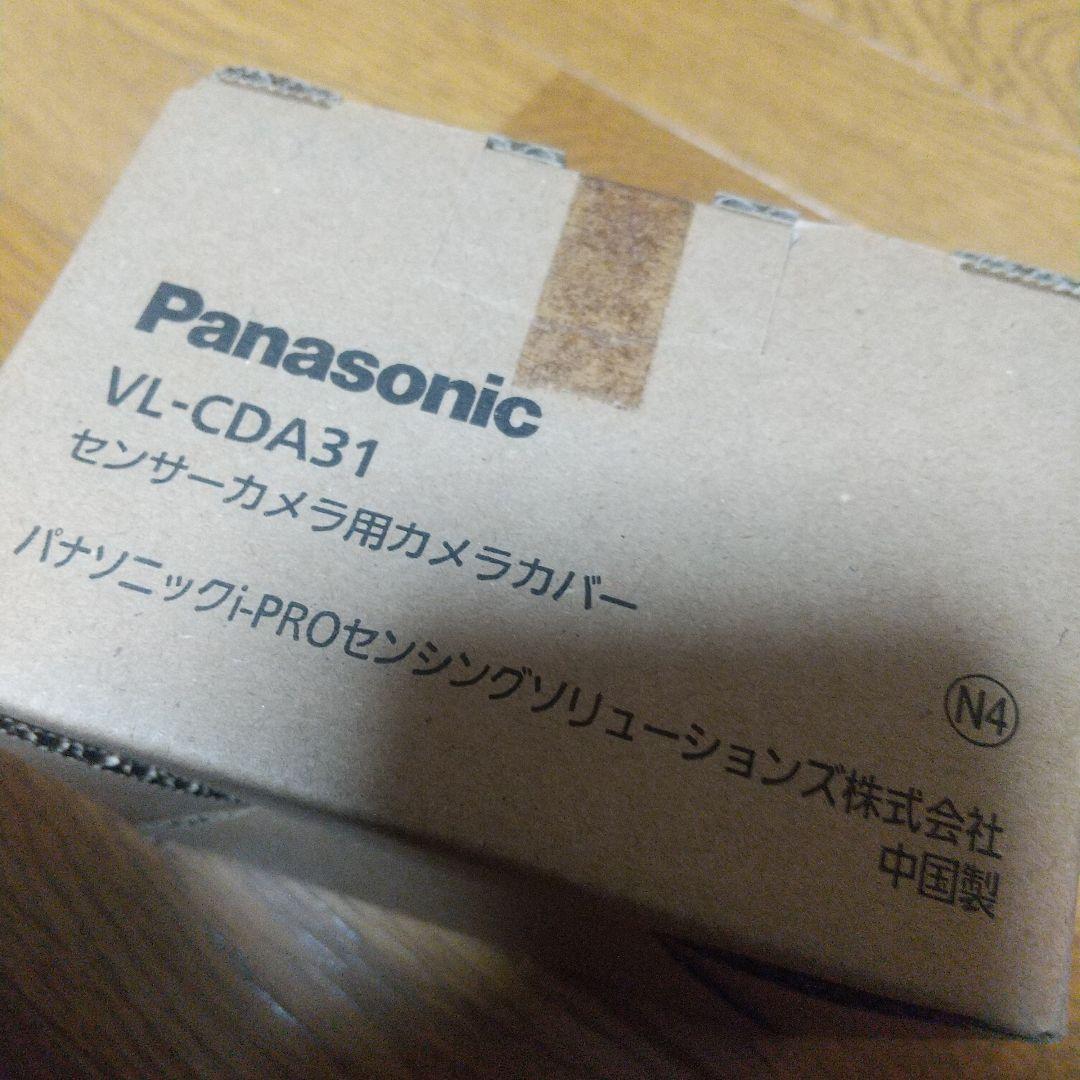 Panasonic
VL-CDA31
センサーカメラ用カメラカバー
パナソニックi-PROセンシングソリューションズ株式会社
N4
中国製